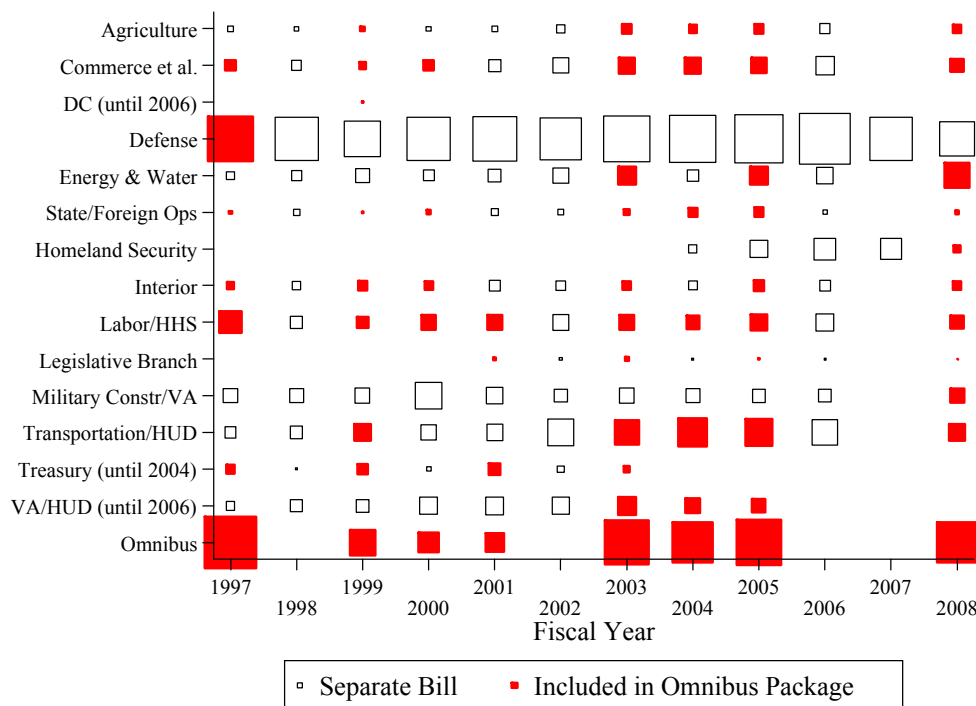 Agriculture
Commerce et al.
DC (until 2006)
Defense
Energy & Water
State/Foreign Ops
Homeland Security
Interior
Labor/HHS
Legislative Branch
Military Constr/VA
Transportation/HUD
Treasury (until 2004)
VA/HUD (until 2006)
Omnibus
1997 1999 2001 2003 2005 2007
1998 2000 2002 2004 2006 2008
Fiscal Year
Separate Bill Included in Omnibus Package